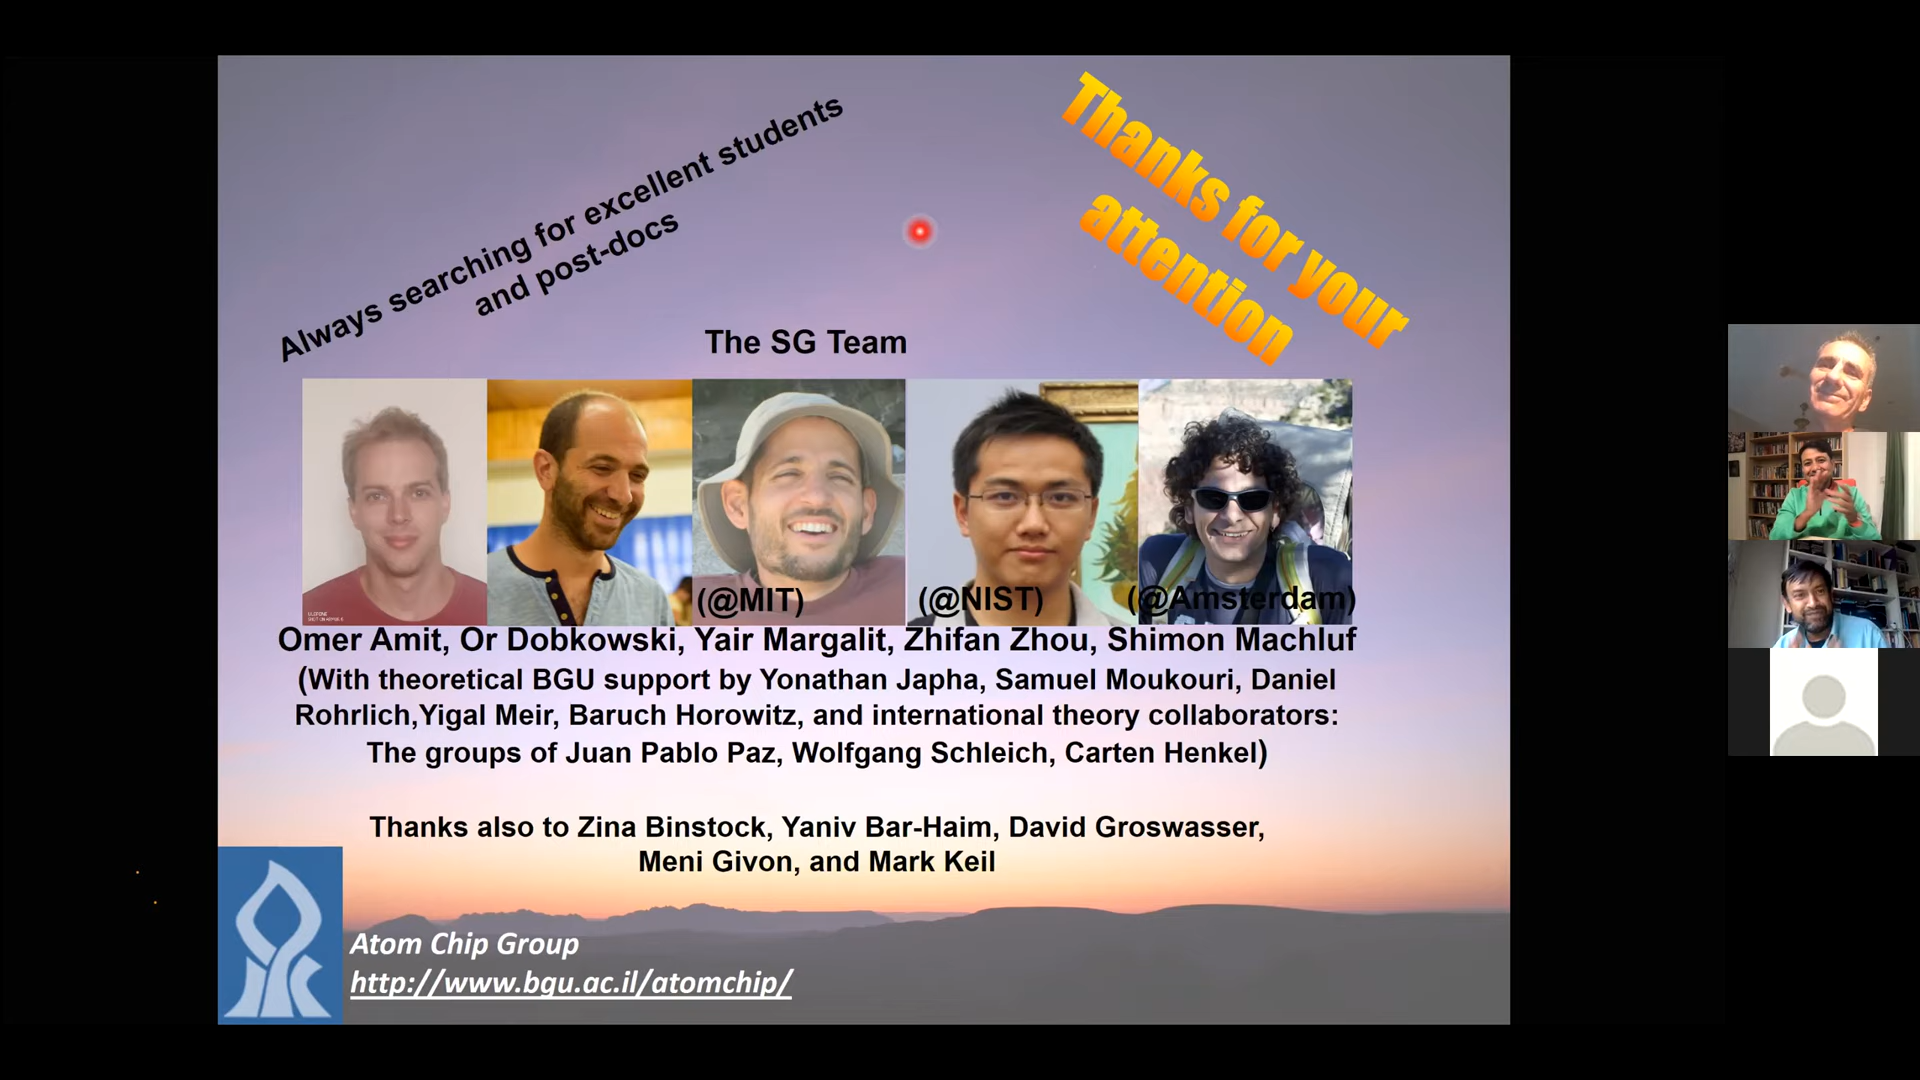 Always searching for excellent students
and post-docs
Thanks for your
attention
The SG Team
(@MIT)
(@NIST)
(@Amsterdam)
Omer Amit, Or Dobkowski, Yair Margalit, Zhifan Zhou, Shimon Machluf
(With theoretical BGU support by Yonathan Japha, Samuel Moukouri, Daniel
Rohrlich,Yigal Meir, Baruch Horowitz, and international theory collaborators:
The groups of Juan Pablo Paz, Wolfgang Schleich, Carten Henkel)
Thanks also to Zina Binstock, Yaniv Bar-Haim, David Groswasser,
Meni Givon, and Mark Keil
Atom Chip Group
http://www.bgu.ac.il/atomchip/